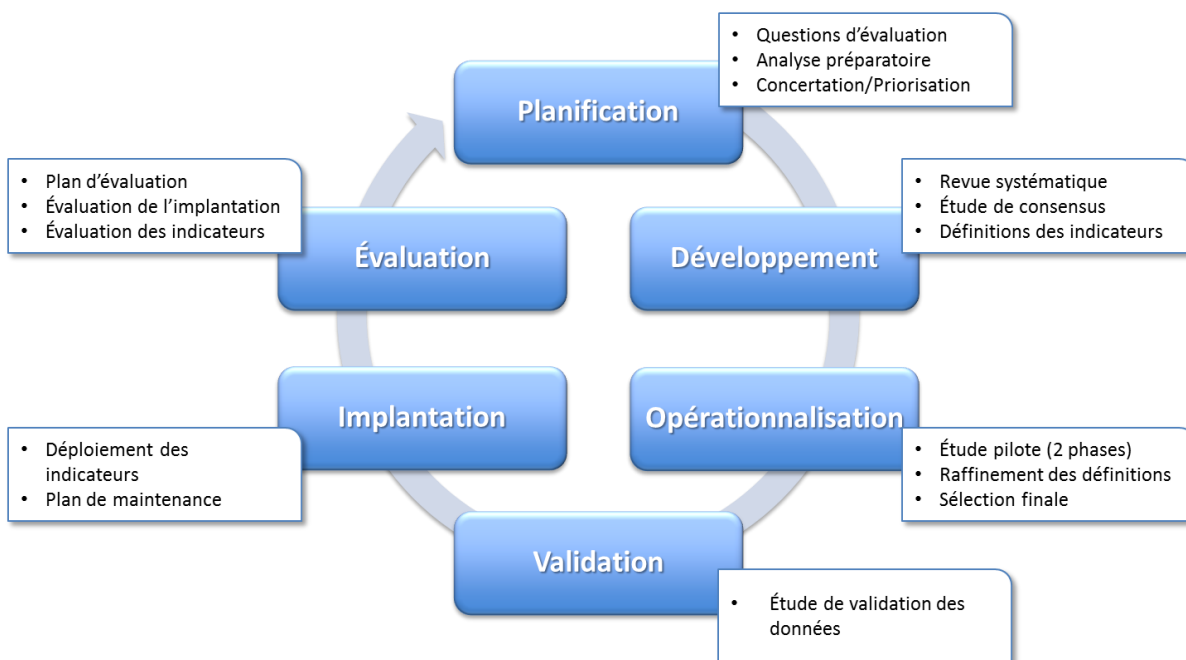 Planification
• Questions d'évaluation
• Analyse préparatoire
• Concertation/Priorisation
Développement
• Revue systématique
• Étude de consensus
• Définitions des indicateurs
Opérationnalisation
• Étude pilote (2 phases)
• Raffinement des définitions
• Sélection finale
Validation
• Étude de validation des
données
Implantation
• Déploiement des
indicateurs
• Plan de maintenance
Évaluation
• Plan d'évaluation
• Évaluation de l'implantation
• Évaluation des indicateurs